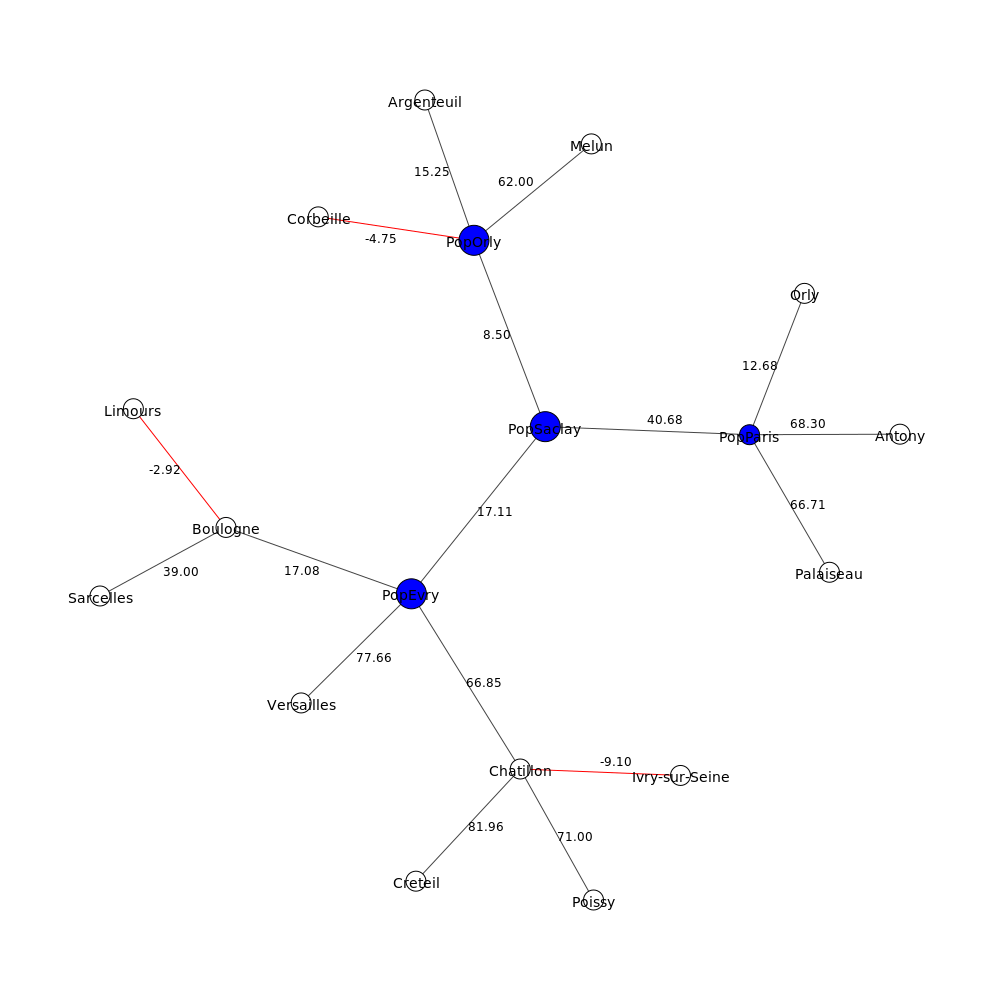 Argenteuil
Melun
15.25
62.00
Corbeille
-4.75
PopOrly
Orly
8.50
12.68
Limours
40.68
68.30
PopSaclay
PopParis
Antony
-2.92
66.71
17.11
Boulogne
39.00
17.08
Palaiseau
Sarcelles
PopEvry
77.66
66.85
Versailles
-9.10
Chatillon
Ivry-sur-Seine
81.96
71.00
Creteil
Poissy